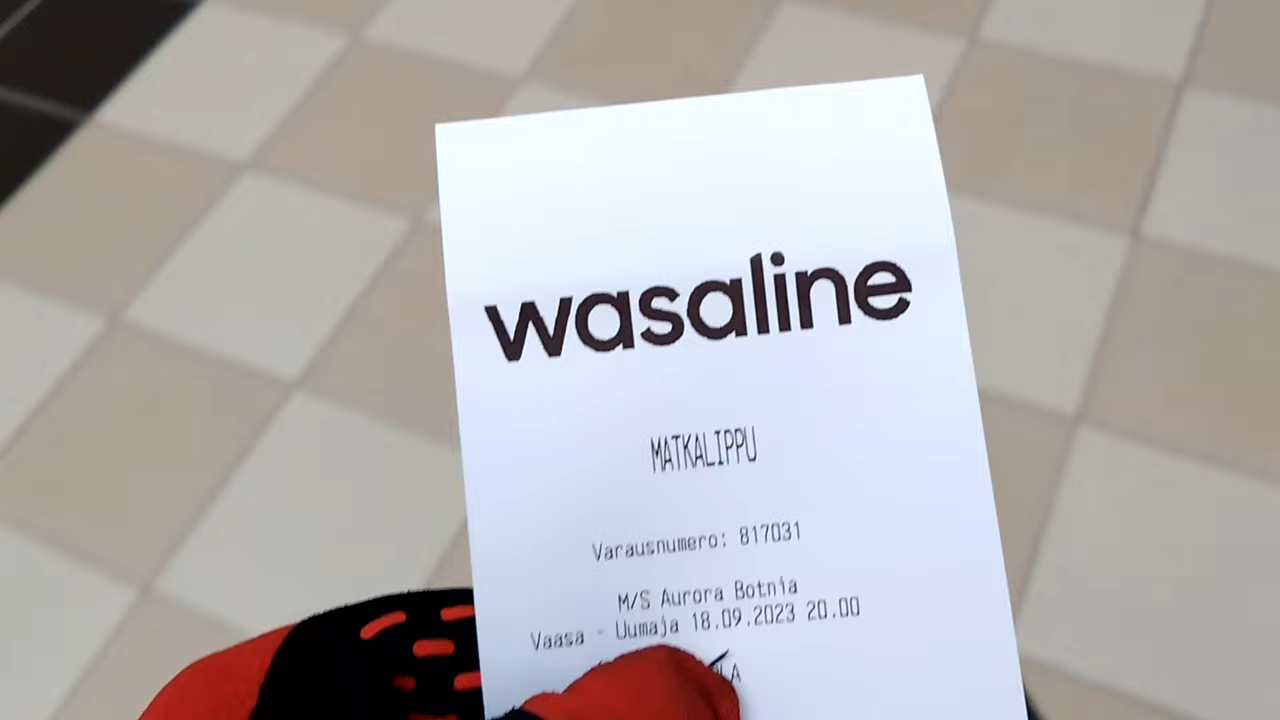 wasaline
MATKALIPPU
Varausnumero: 817031
M/S Aurora Botnia
Vaasa - Uumaja 18.09.2023 20.00